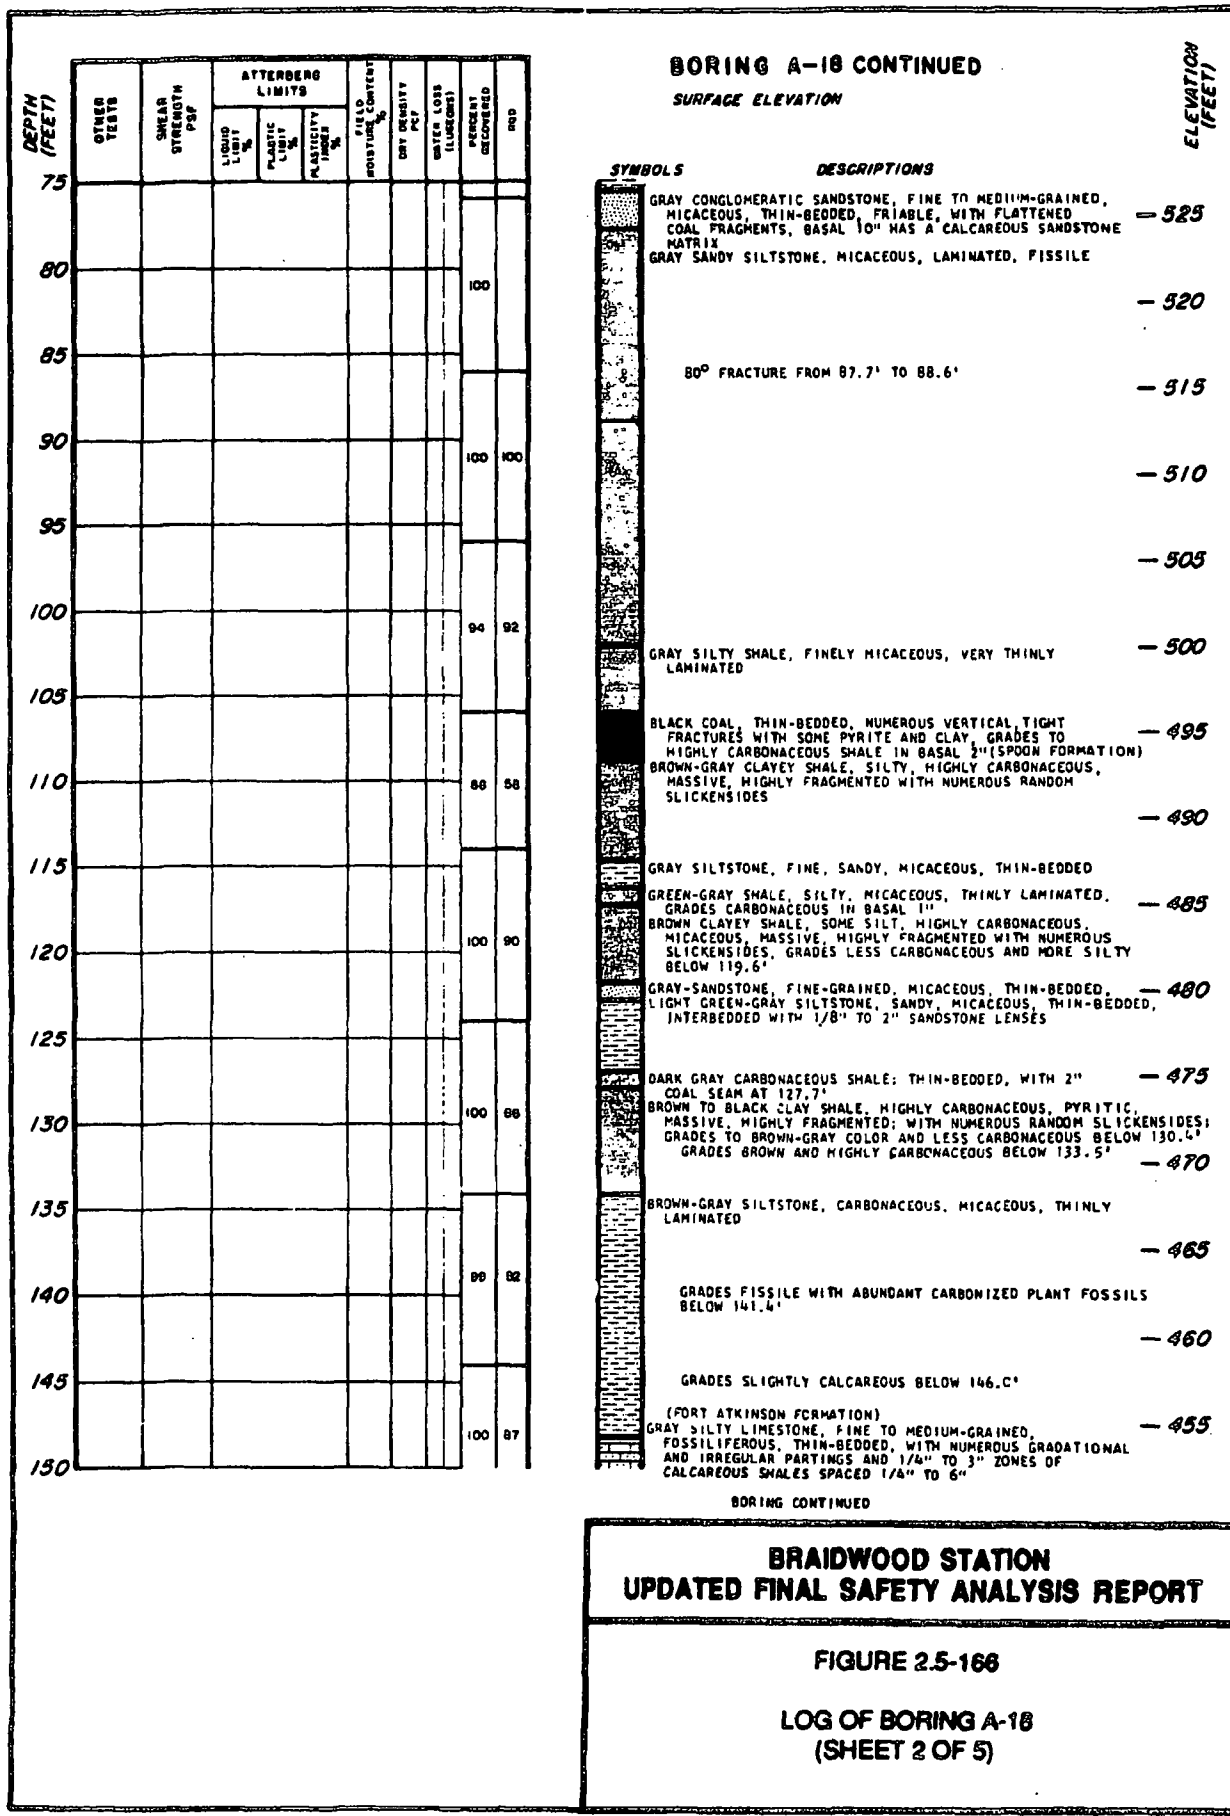 BORING A-18 CONTINUED
SURFACE ELEVATION
ELEVATION
(FEET)
DEPTH
(FEET)
OTHER
TESTS
SHEAR
STRENGTH
PSF
ATTERBERG
LIMITS
LIQUID
LIMIT
%
PLASTIC
LIMIT
%
PLASTICITY
INDEX
%
FIELD
MOISTURE CONTENT
%
DRY DENSITY
PCF
WATER LOSS
(LUGEONS)
PERCENT
RECOVERED
RQD
SYMBOLS DESCRIPTIONS
75
80
85
90
95
100
105
110
115
120
125
130
135
140
145
150
100
100 100
94 92
88 58
100 90
100 86
99 82
100 87
GRAY CONGLOMERATIC SANDSTONE, FINE TO MEDIUM-GRAINED,
MICACEOUS, THIN-BEDDED, FRIABLE, WITH FLATTENED
COAL FRAGMENTS, BASAL 10" HAS A CALCAREOUS SANDSTONE
MATRIX
GRAY SANDY SILTSTONE, MICACEOUS, LAMINATED, FISSILE
80° FRACTURE FROM 87.7' TO 88.6'
GRAY SILTY SHALE, FINELY MICACEOUS, VERY THINLY
LAMINATED
BLACK COAL, THIN-BEDDED, NUMEROUS VERTICAL, TIGHT
FRACTURES WITH SOME PYRITE AND CLAY, GRADES TO
HIGHLY CARBONACEOUS SHALE IN BASAL 2" (SPOON FORMATION)
BROWN-GRAY CLAYEY SHALE, SILTY, HIGHLY CARBONACEOUS,
MASSIVE, HIGHLY FRAGMENTED WITH NUMEROUS RANDOM
SLICKENSIDES
GRAY SILTSTONE, FINE, SANDY, MICACEOUS, THIN-BEDDED
GREEN-GRAY SHALE, SILTY, MICACEOUS, THINLY LAMINATED,
GRADES CARBONACEOUS IN BASAL 1"
BROWN CLAYEY SHALE, SOME SILT, HIGHLY CARBONACEOUS,
MICACEOUS, MASSIVE, HIGHLY FRAGMENTED WITH NUMEROUS
SLICKENSIDES, GRADES LESS CARBONACEOUS AND MORE SILTY
BELOW 119.6'
GRAY-SANDSTONE, FINE-GRAINED, MICACEOUS, THIN-BEDDED,
LIGHT GREEN-GRAY SILTSTONE, SANDY, MICACEOUS, THIN-BEDDED,
INTERBEDDED WITH 1/8" TO 2" SANDSTONE LENSES
DARK GRAY CARBONACEOUS SHALE; THIN-BEDDED, WITH 2"
COAL SEAM AT 127.7'
BROWN TO BLACK CLAY SHALE, HIGHLY CARBONACEOUS, PYRITIC,
MASSIVE, HIGHLY FRAGMENTED; WITH NUMEROUS RANDOM SLICKENSIDES;
GRADES TO BROWN-GRAY COLOR AND LESS CARBONACEOUS BELOW 130.4'
GRADES BROWN AND HIGHLY CARBONACEOUS BELOW 133.5'
BROWN-GRAY SILTSTONE, CARBONACEOUS, MICACEOUS, THINLY
LAMINATED
GRADES FISSILE WITH ABUNDANT CARBONIZED PLANT FOSSILS
BELOW 141.4'
GRADES SLIGHTLY CALCAREOUS BELOW 146.0'
(FORT ATKINSON FORMATION)
GRAY SILTY LIMESTONE, FINE TO MEDIUM-GRAINED,
FOSSILIFEROUS, THIN-BEDDED, WITH NUMEROUS GRADATIONAL
AND IRREGULAR PARTINGS AND 1/4" TO 3" ZONES OF
CALCAREOUS SHALES SPACED 1/4" TO 6"
— 525
— 520
— 515
— 510
— 505
— 500
— 495
— 490
— 485
— 480
— 475
— 470
— 465
— 460
— 455
BORING CONTINUED
BRAIDWOOD STATION
UPDATED FINAL SAFETY ANALYSIS REPORT
FIGURE 2.5-166
LOG OF BORING A-18
(SHEET 2 OF 5)